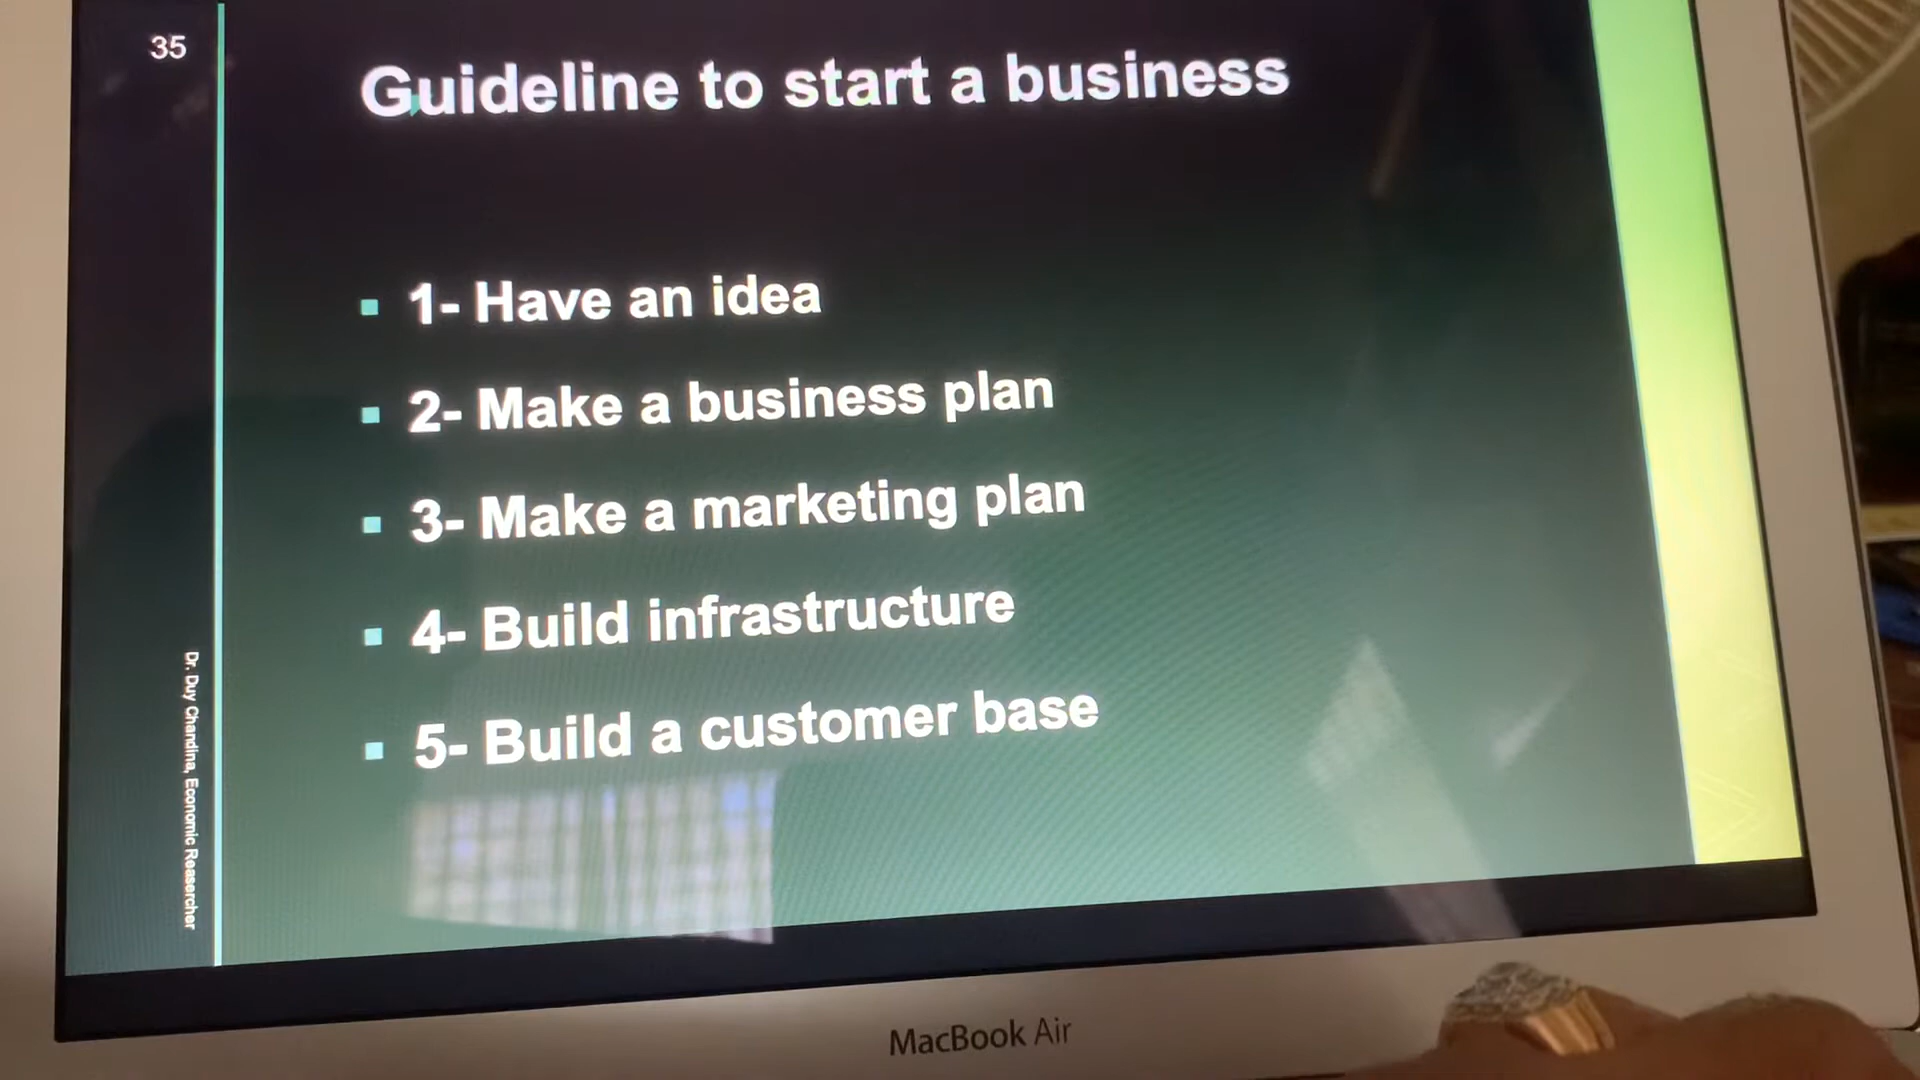 35
Guideline to start a business
1- Have an idea
2- Make a business plan
3- Make a marketing plan
4- Build infrastructure
5- Build a customer base
Dr. Duy Chandina, Economic Reasercher
MacBook Air